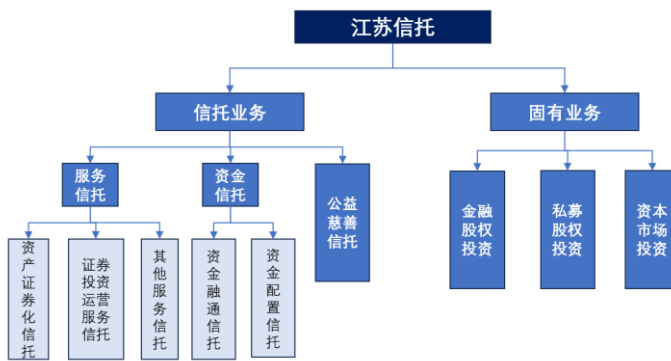 江苏信托
信托业务
固有业务
服务
信托
资金
信托
公益
慈善
信托
金融
股权
投资
私募
股权
投资
资本
市场
投资
资产证券化信托
证券
投资
运营
服务
信托
其他服务信托
资金融通信托
资金配置信托